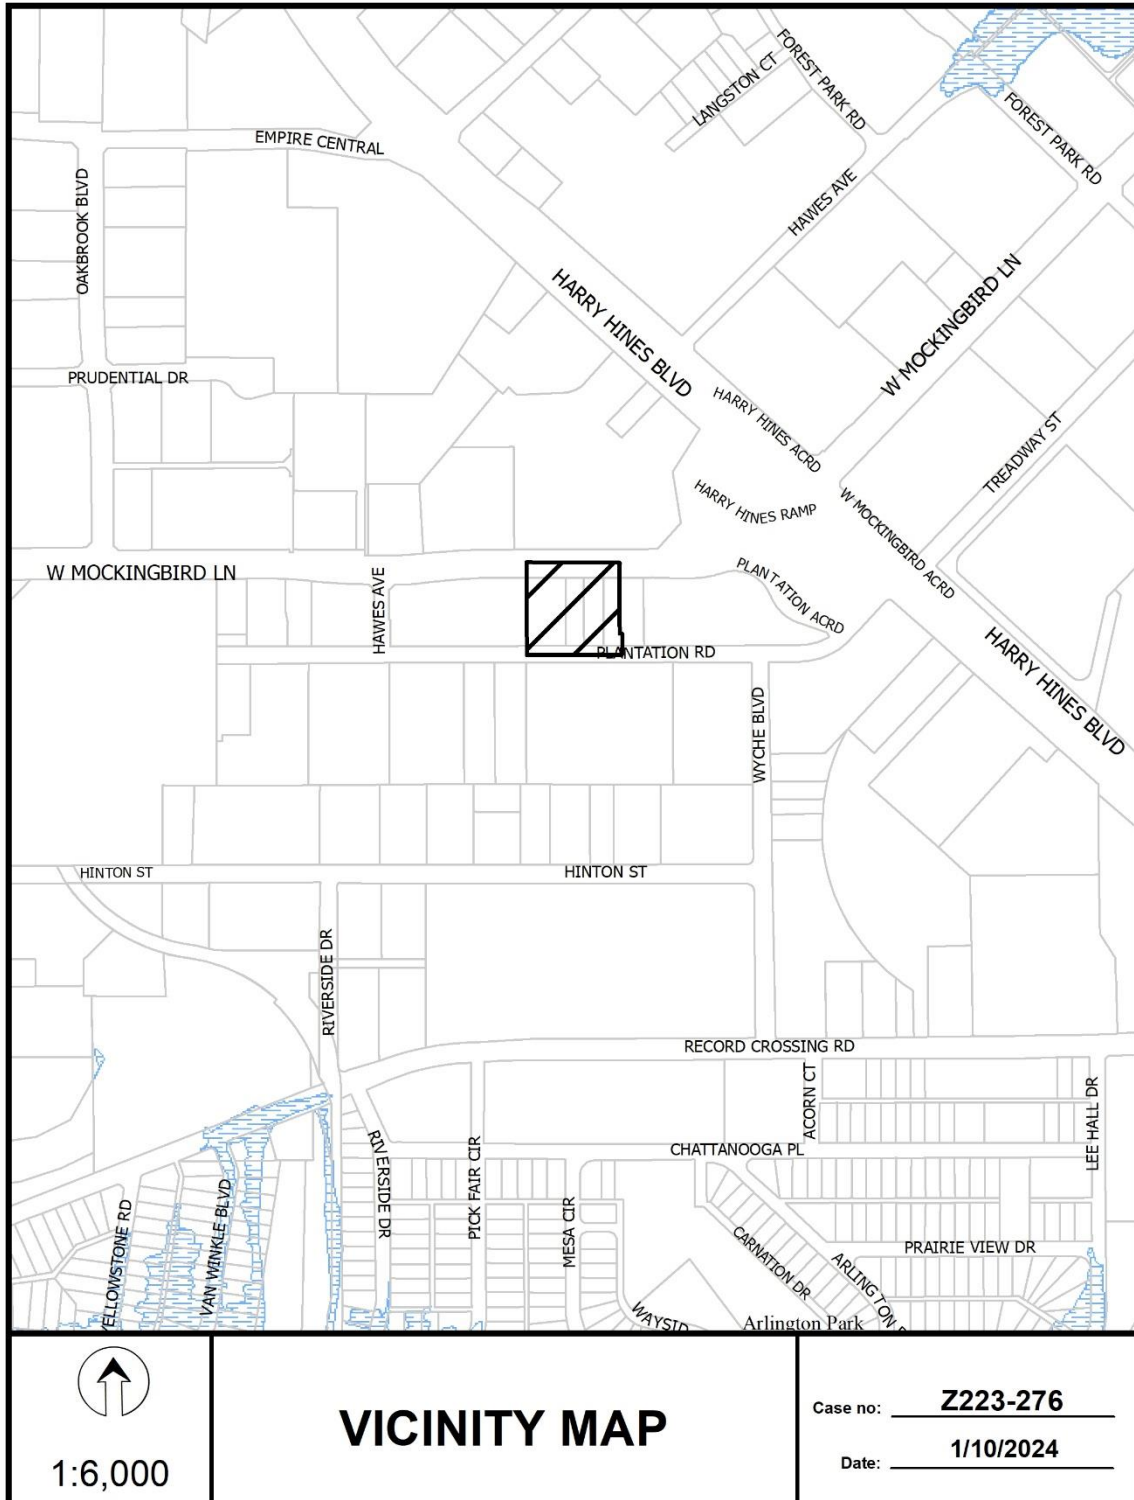 FOREST PARK RD
LANGSTON CT
FOREST PARK RD
EMPIRE CENTRAL
OAKBROOK BLVD
HAWES AVE
HARRY HINES BLVD
W MOCKINGBIRD LN
PRUDENTIAL DR
HARRY HINES ACRD
TREADWAY ST
HARRY HINES RAMP
W MOCKINGBIRD ACRD
W MOCKINGBIRD LN
HAWES AVE
PLANTATION ACRD
PLANTATION RD
HARRY HINES BLVD
WYCHE BLVD
HINTON ST
HINTON ST
RIVERSIDE DR
RECORD CROSSING RD
ACORN CT
LEE HALL DR
RIVERSIDE DR
PICK FAIR CIR
CHATTANOOGA PL
YELLOWSTONE RD
VAN WINKLE BLVD
MESA CIR
CARNATION DR
PRAIRIE VIEW DR
ARLINGTON
WAYSID
Arlington Park
1:6,000
VICINITY MAP
Case no: Z223-276
Date: 1/10/2024